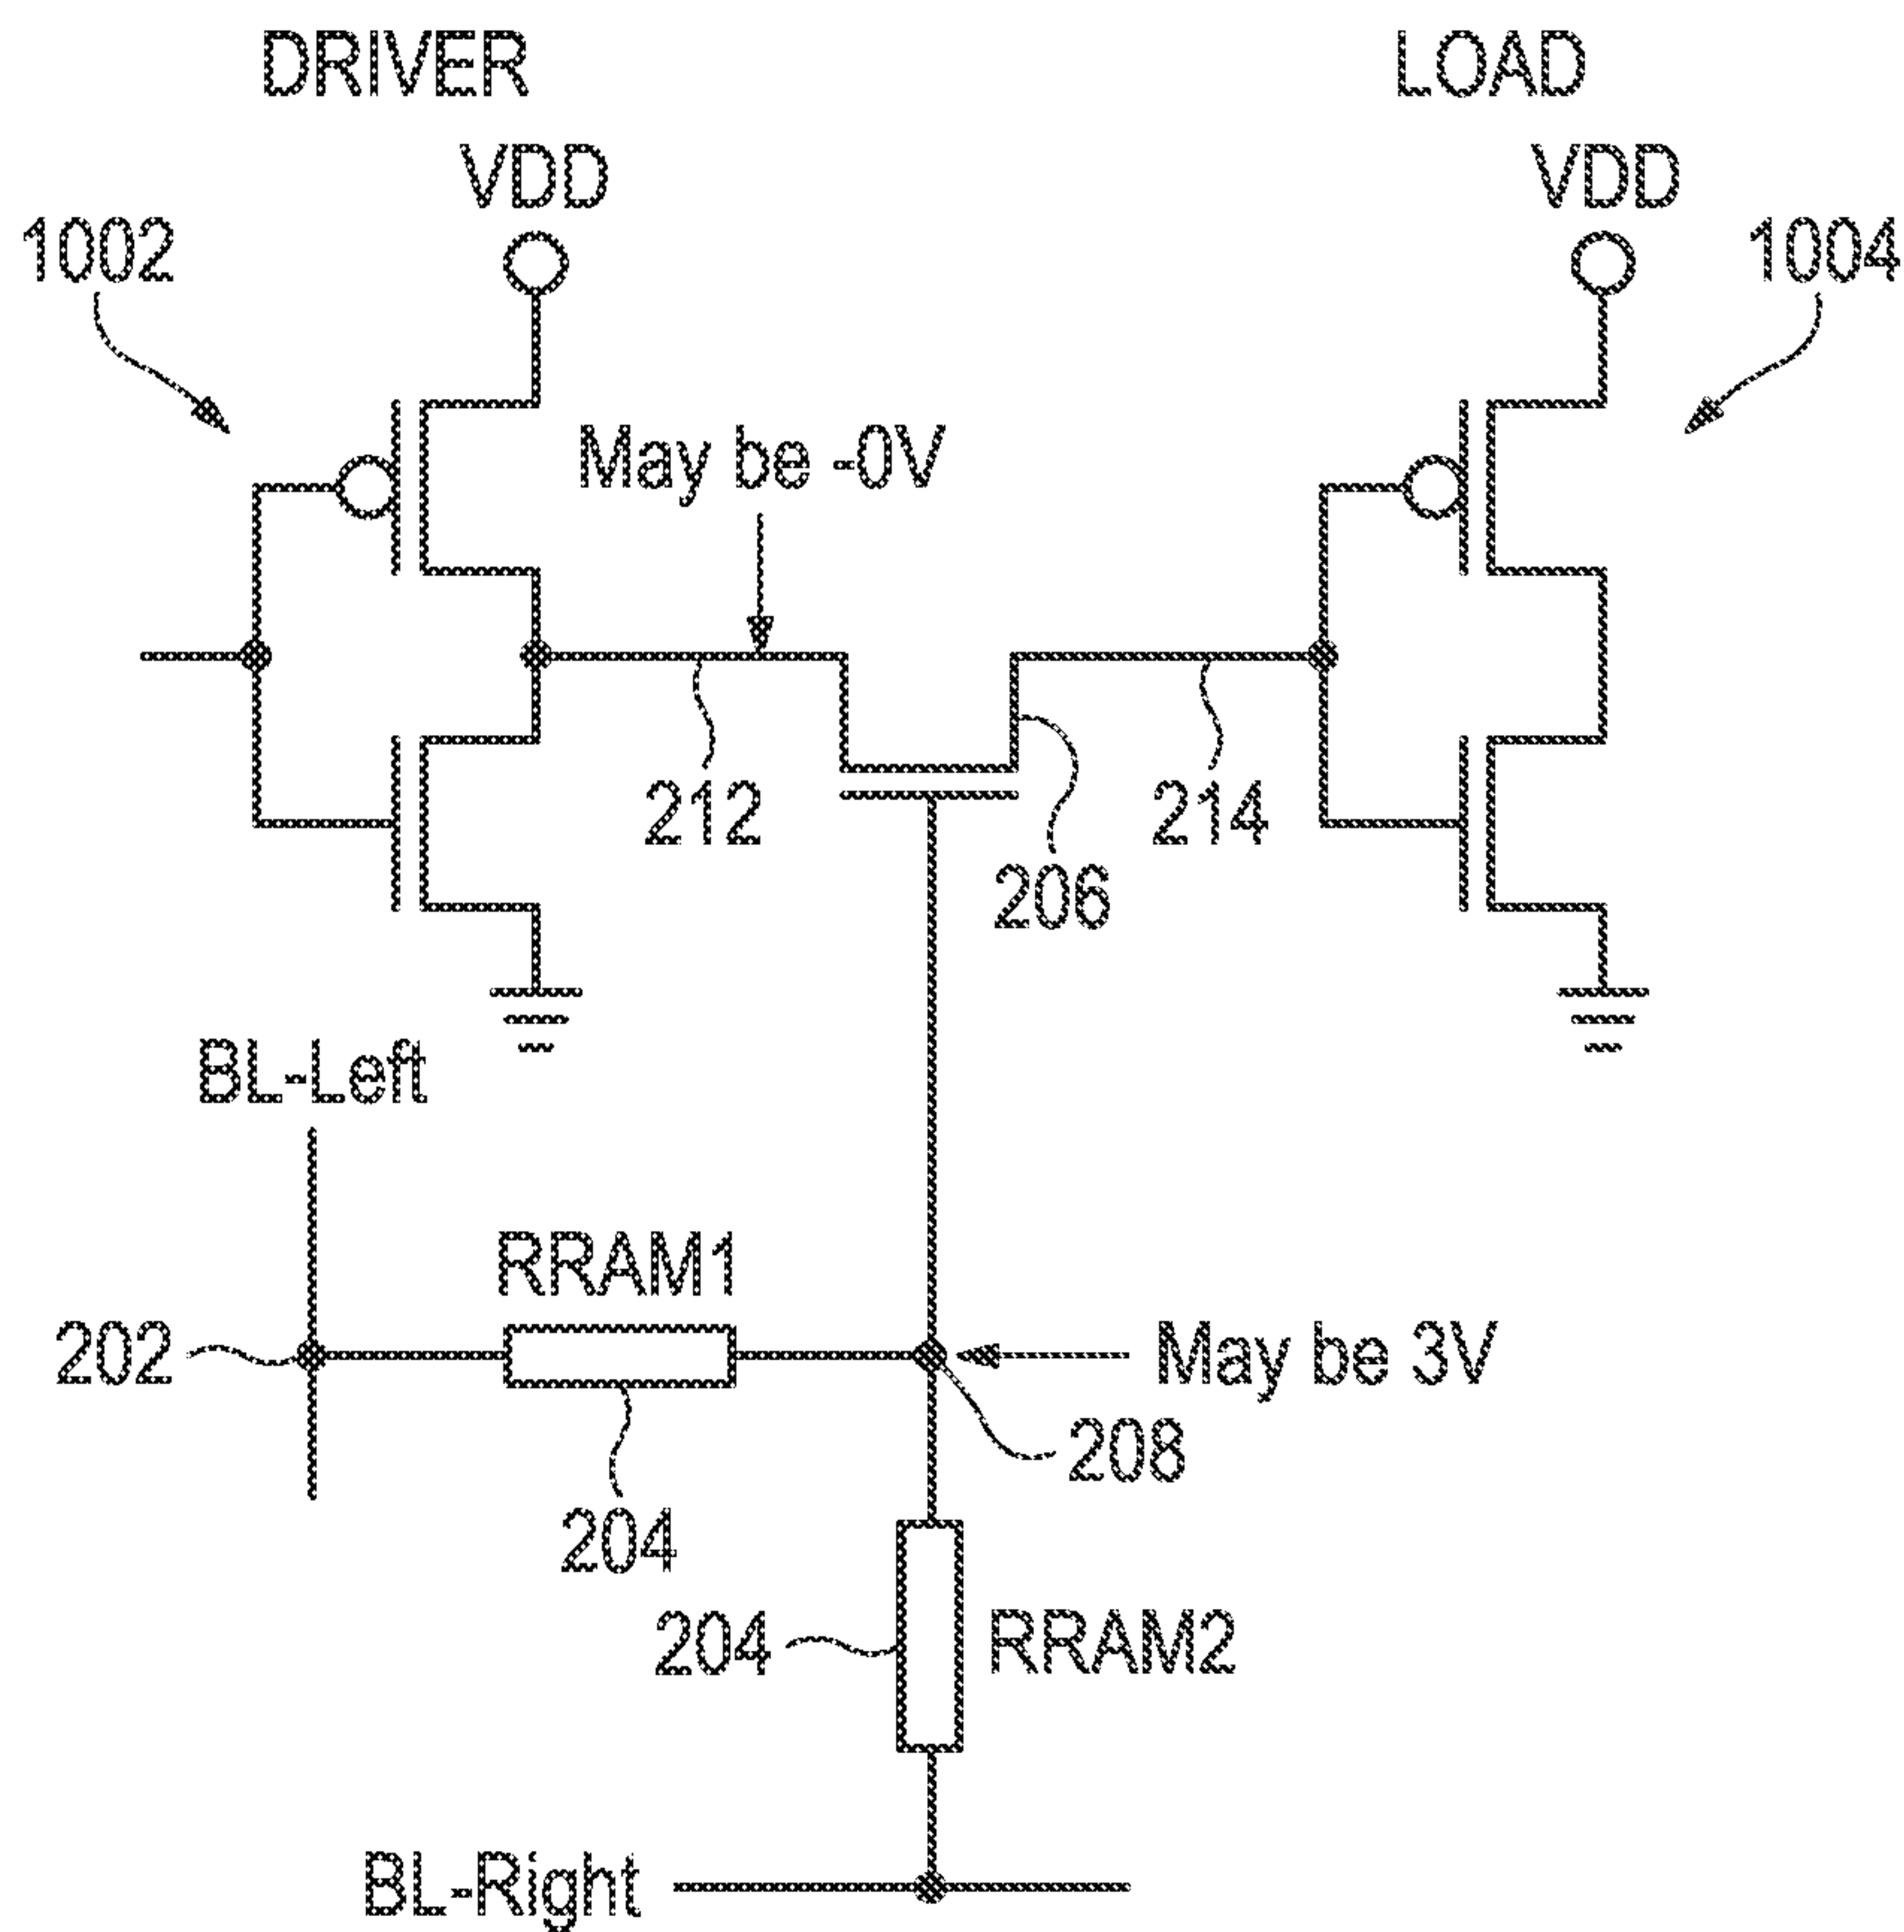 DRIVER
LOAD
VDD
VDD
1002
1004
May be -0V
212
214
206
BL-Left
RRAM1
202
May be 3V
208
204
204
RRAM2
BL-Right